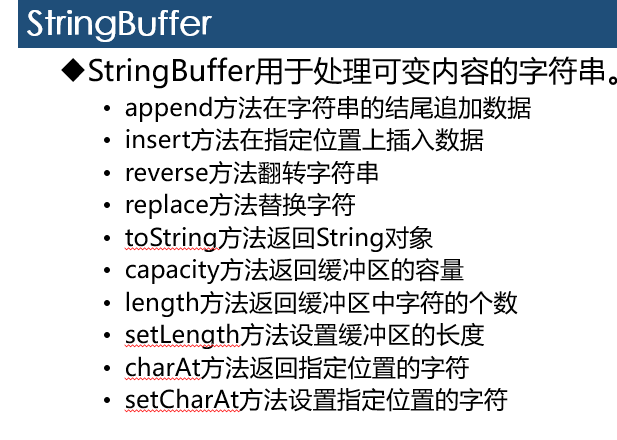 StringBuffer
◆StringBuffer用于处理可变内容的字符串。
• append方法在字符串的结尾追加数据
• insert方法在指定位置上插入数据
• reverse方法翻转字符串
• replace方法替换字符
• toString方法返回String对象
• capacity方法返回缓冲区的容量
• length方法返回缓冲区中字符的个数
• setLength方法设置缓冲区的长度
• charAt方法返回指定位置的字符
• setCharAt方法设置指定位置的字符